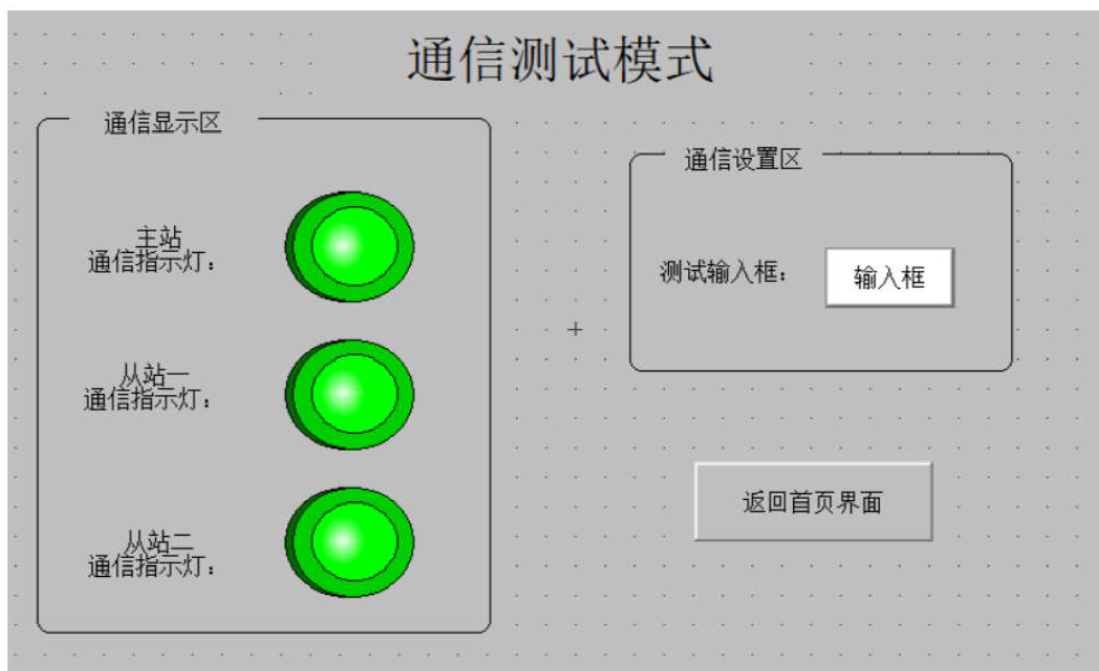 通信测试模式
通信显示区
主站
通信指示灯：
从站一
通信指示灯：
从站二
通信指示灯：
通信设置区
测试输入框：
输入框
返回首页界面